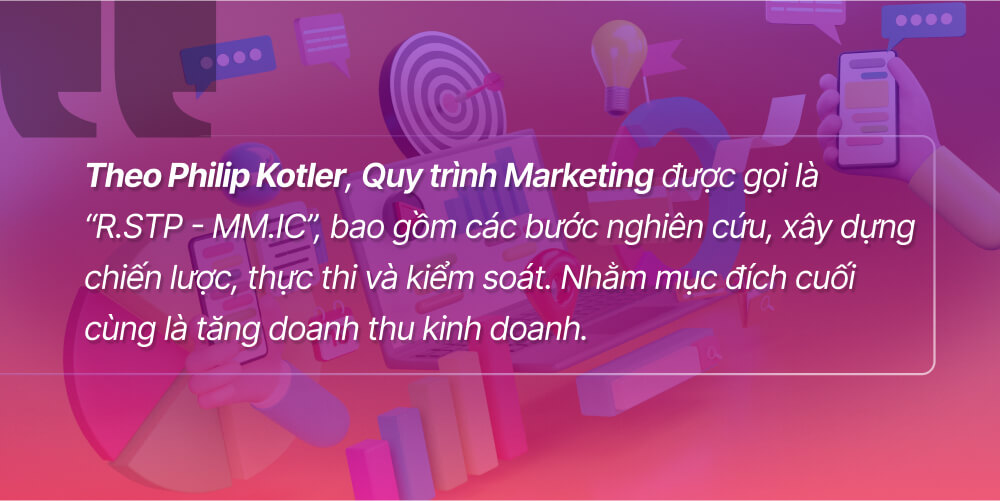 Theo Philip Kotler, Quy trình Marketing được gọi là
“R.STP - MM.IC”, bao gồm các bước nghiên cứu, xây dựng
chiến lược, thực thi và kiểm soát. Nhằm mục đích cuối
cùng là tăng doanh thu kinh doanh.